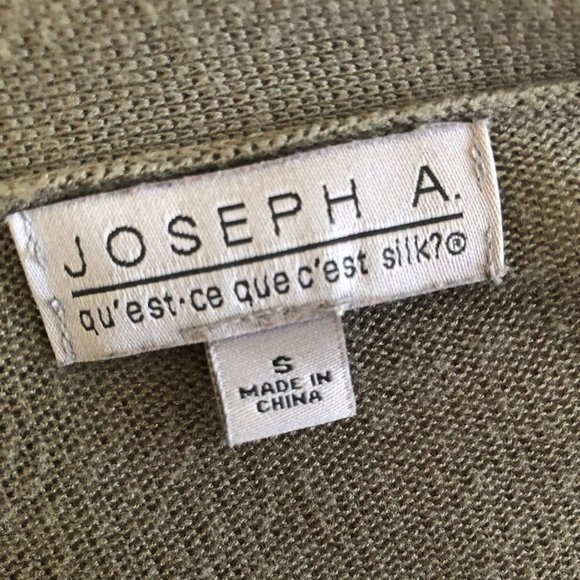 JOSEPH A.
qu'est-ce que c'est silk?®
S
MADE IN
CHINA